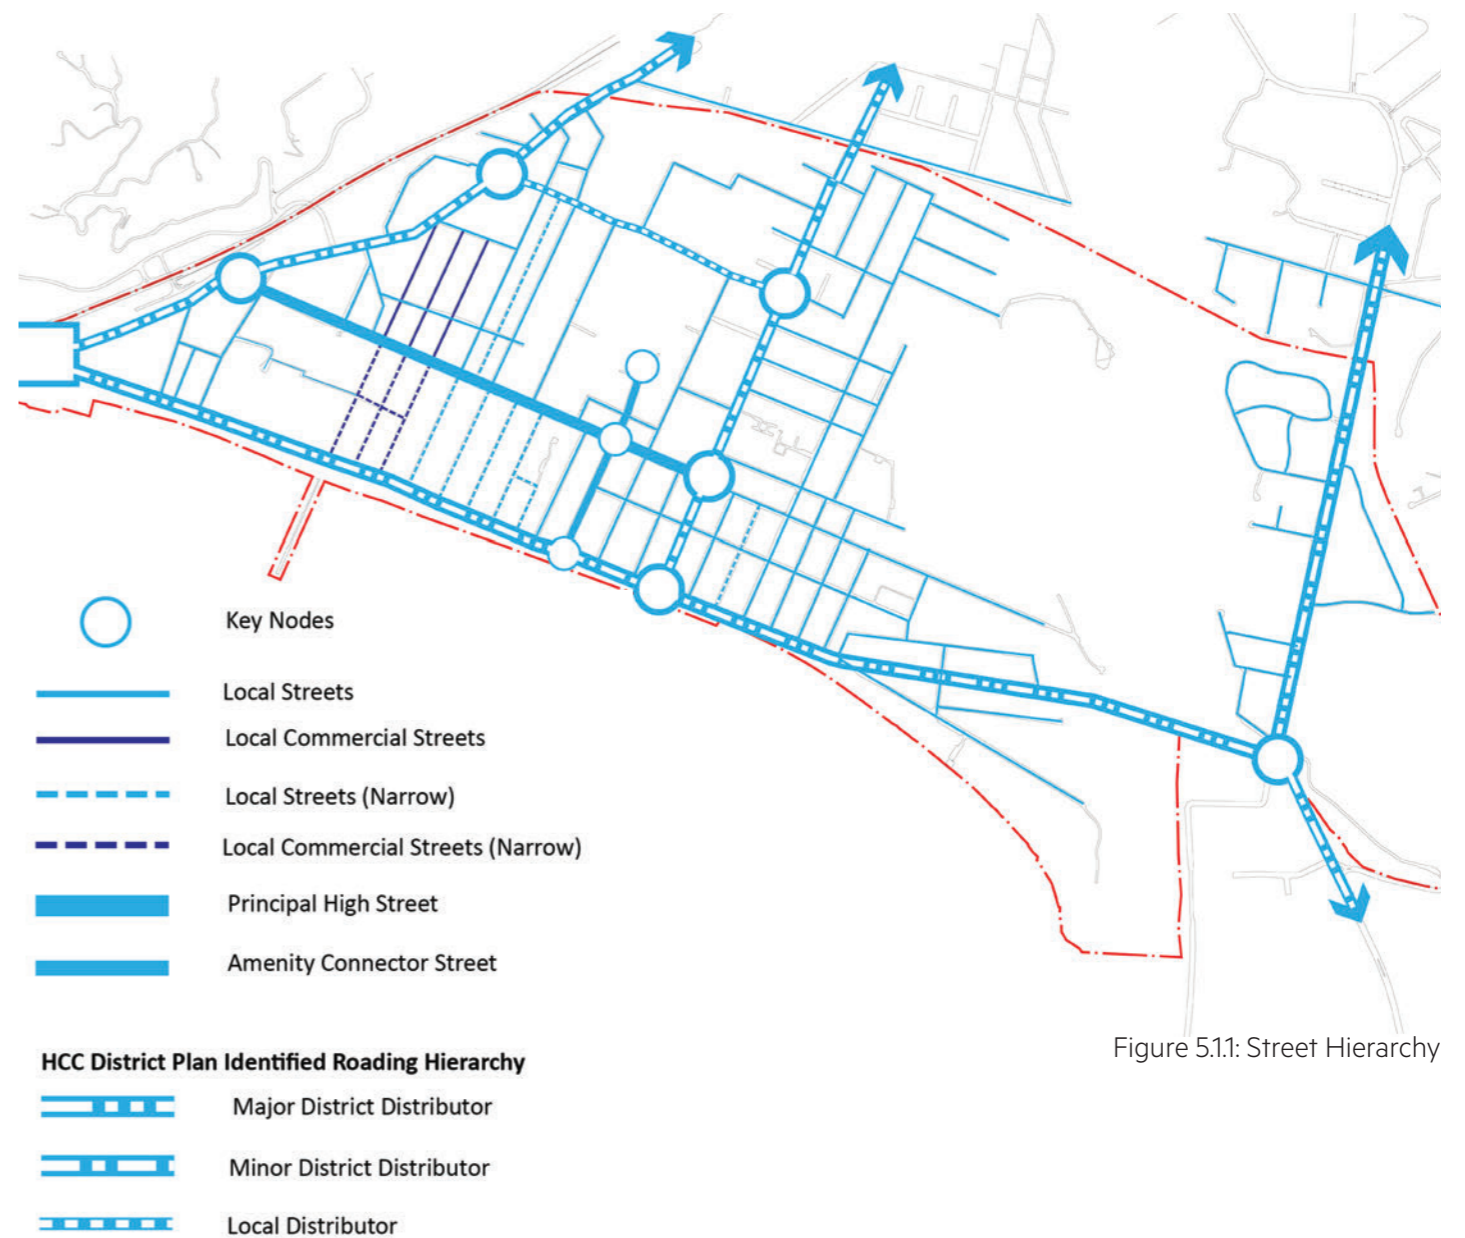 Key Nodes
Local Streets
Local Commercial Streets
Local Streets (Narrow)
Local Commercial Streets (Narrow)
Principal High Street
Amenity Connector Street
Figure 5.1.1: Street Hierarchy
HCC District Plan Identified Roading Hierarchy
Major District Distributor
Minor District Distributor
Local Distributor